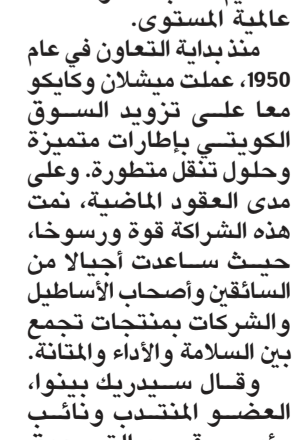 عالمية المستوى.
منذ بداية التعاون في عام
1950، عملت ميشلان وكايكو
معا على تزويد السوق
الكويتي بإطارات متميزة
وحلول تنقل متطورة. وعلى
مدى العقود الماضية، نمت
هذه الشراكة قوة ورسوخا،
حيث ساعدت أجيالا من
السائقين وأصحاب الأساطيل
والشركات بمنتجات تجمع
بين السلامة والأداء والمتانة.
وقال سيدريك بينوا،
العضو المنتدب ونائب